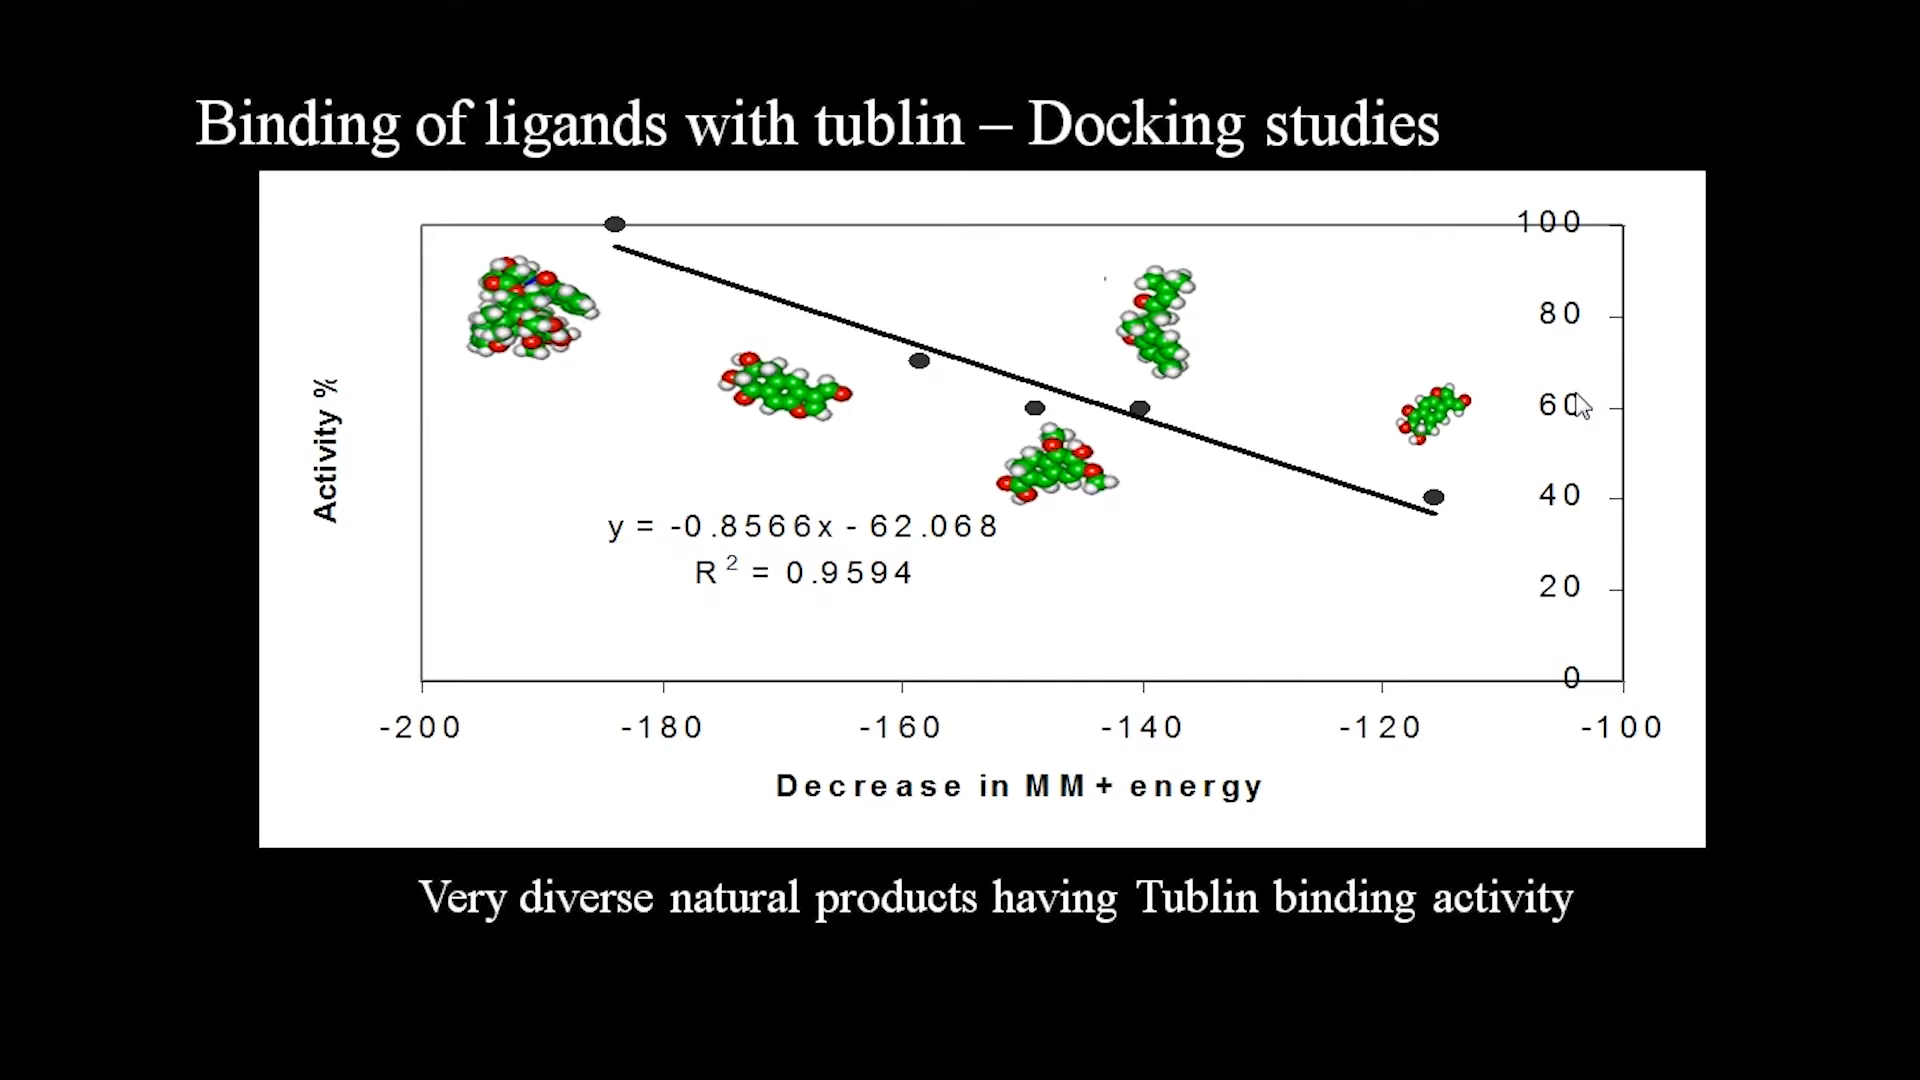 Binding of ligands with tublin – Docking studies
100
80
60
40
20
0
Activity %
y = -0.8566x - 62.068
R² = 0.9594
-200 -180 -160 -140 -120 -100
Decrease in MM+ energy
Very diverse natural products having Tublin binding activity